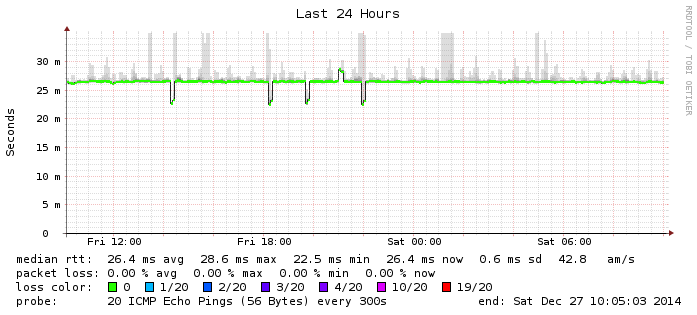 Last 24 Hours
RRDTOOL / TOBI OETIKER
Seconds
30 m
25 m
20 m
15 m
10 m
5 m
0
Fri 12:00 Fri 18:00 Sat 00:00 Sat 06:00
median rtt: 26.4 ms avg 28.6 ms max 22.5 ms min 26.4 ms now 0.6 ms sd 42.8 am/s
packet loss: 0.00 % avg 0.00 % max 0.00 % min 0.00 % now
loss color: 0 1/20 2/20 3/20 4/20 10/20 19/20
probe: 20 ICMP Echo Pings (56 Bytes) every 300s end: Sat Dec 27 10:05:03 2014